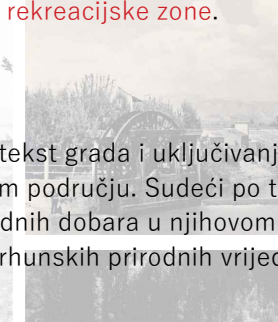 rekreacijske zone.
tekst grada i uključivanj
m području. Sudeći po t
dnih dobara u njihovom
rhunskih prirodnih vrijed